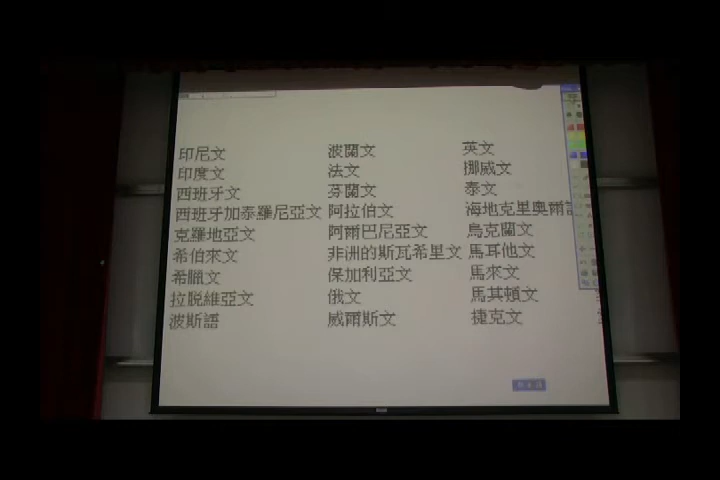 印尼文
印度文
西班牙文
西班牙加泰羅尼亞文
克羅地亞文
希伯來文
希臘文
拉脫維亞文
波斯語
波蘭文
法文
芬蘭文
阿拉伯文
阿爾巴尼亞文
非洲的斯瓦希里文
保加利亞文
俄文
威爾斯文
英文
挪威文
泰文
海地克里奧爾
烏克蘭文
馬耳他文
馬來文
馬其頓文
捷克文